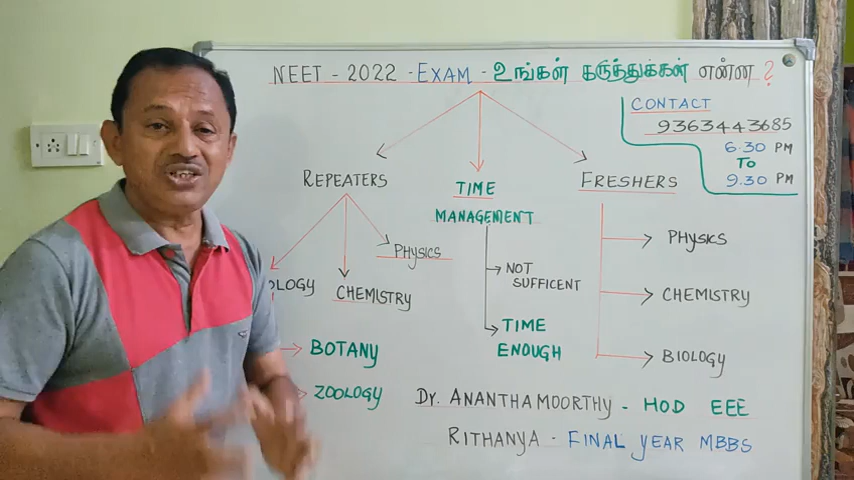 NEET - 2022 - EXAM - உங்கள் கருத்துக்கள் என்ன ?
CONTACT
9363443685
6.30 PM
TO
9.30 PM
REPEATERS
TIME
MANAGEMENT
FRESHERS
PHYSICS
OLOGY
CHEMISTRY
NOT
SUFFICENT
TIME
ENOUGH
PHYSICS
CHEMISTRY
BIOLOGY
BOTANY
ZOOLOGY
Dr. ANANTHAMOORTHY - HOD EEE
RITHANYA - FINAL YEAR MBBS